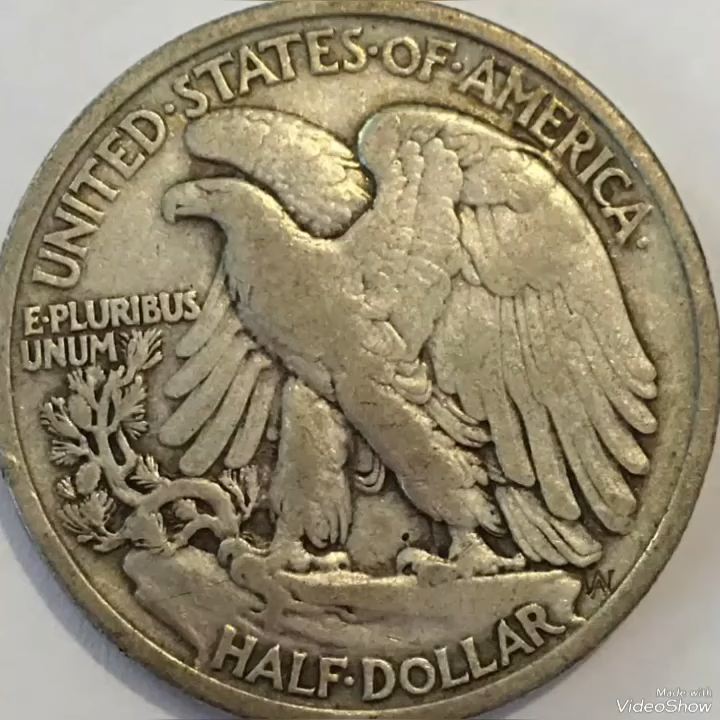 UNITED·STATES·OF·AMERICA·
E·PLURIBUS
UNUM
AW
HALF·DOLLAR
Made with
VideoShow